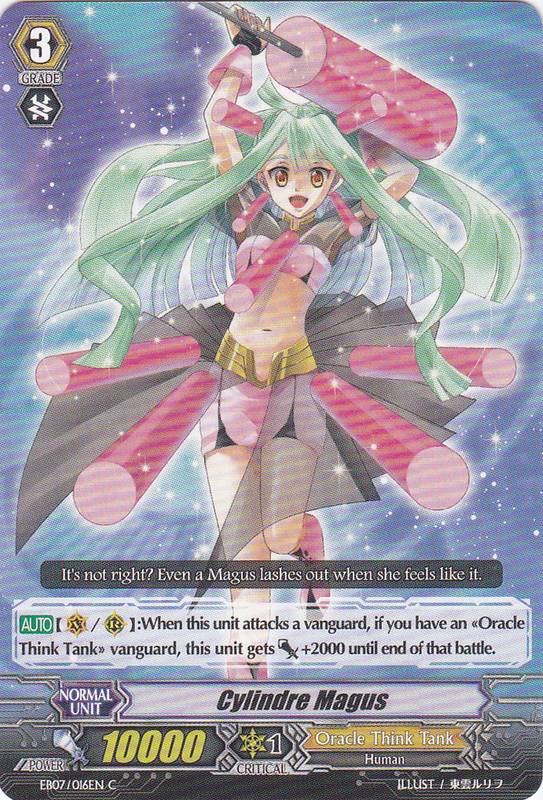 3
GRADE
It's not right? Even a Magus lashes out when she feels like it.
AUTO【 V / R 】:When this unit attacks a vanguard, if you have an «Oracle
Think Tank» vanguard, this unit gets +2000 until end of that battle.
NORMAL
UNIT
Cylindre Magus
POWER
10000
1
CRITICAL
Oracle Think Tank
Human
EB07/016EN C
ILLUST / 東雲ルリヲ